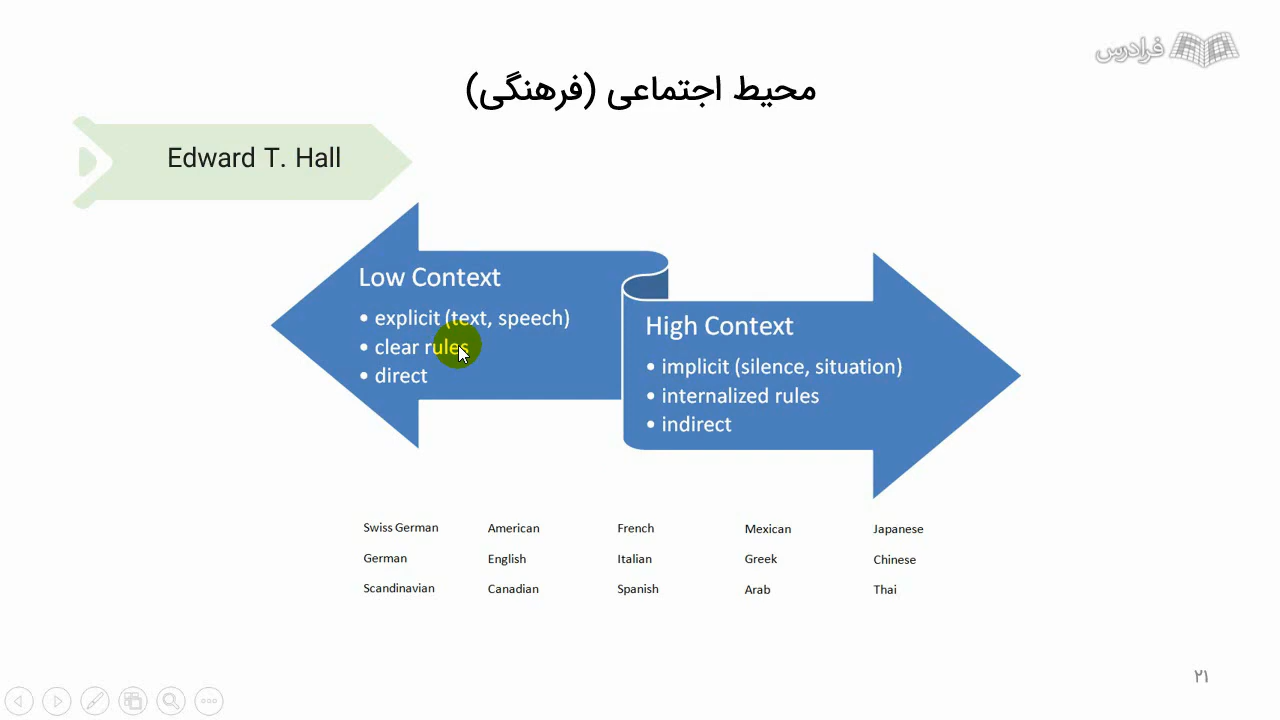 فرادرس
محیط اجتماعی (فرهنگی)
Edward T. Hall
Low Context
• explicit (text, speech)
• clear rules
• direct
High Context
• implicit (silence, situation)
• internalized rules
• indirect
Swiss German American French Mexican Japanese
German English Italian Greek Chinese
Scandinavian Canadian Spanish Arab Thai
۲۱